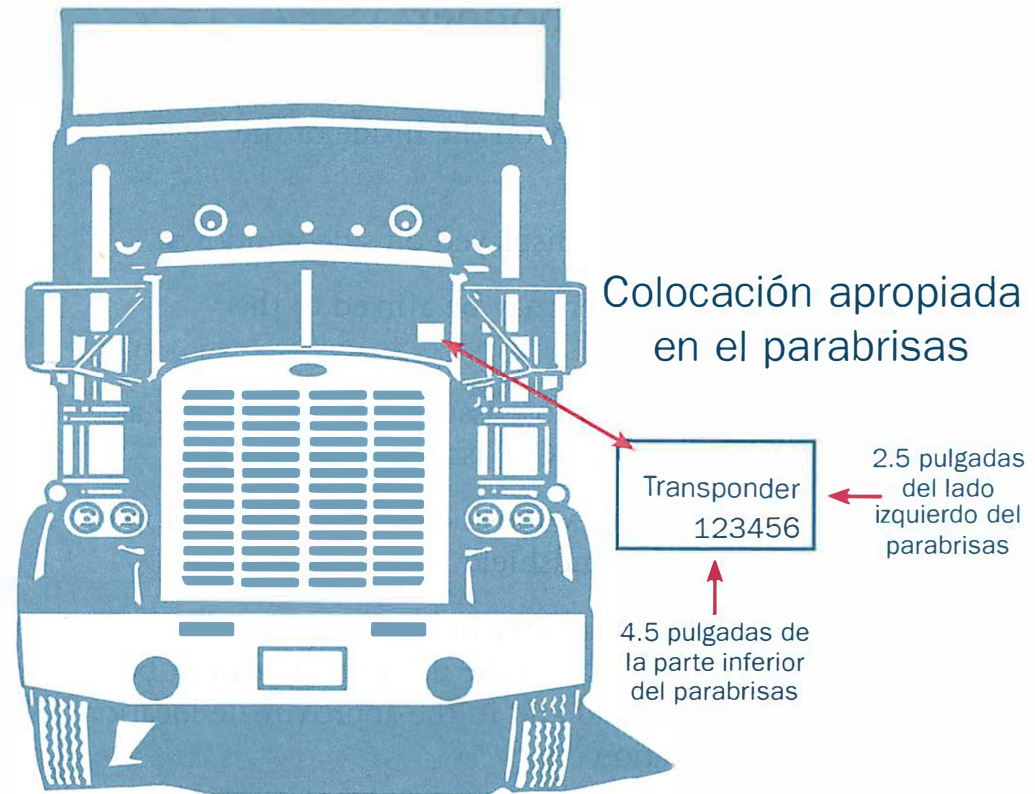 Colocación apropiada
en el parabrisas
Transponder
123456
2.5 pulgadas
del lado
izquierdo del
parabrisas
4.5 pulgadas de
la parte inferior
del parabrisas